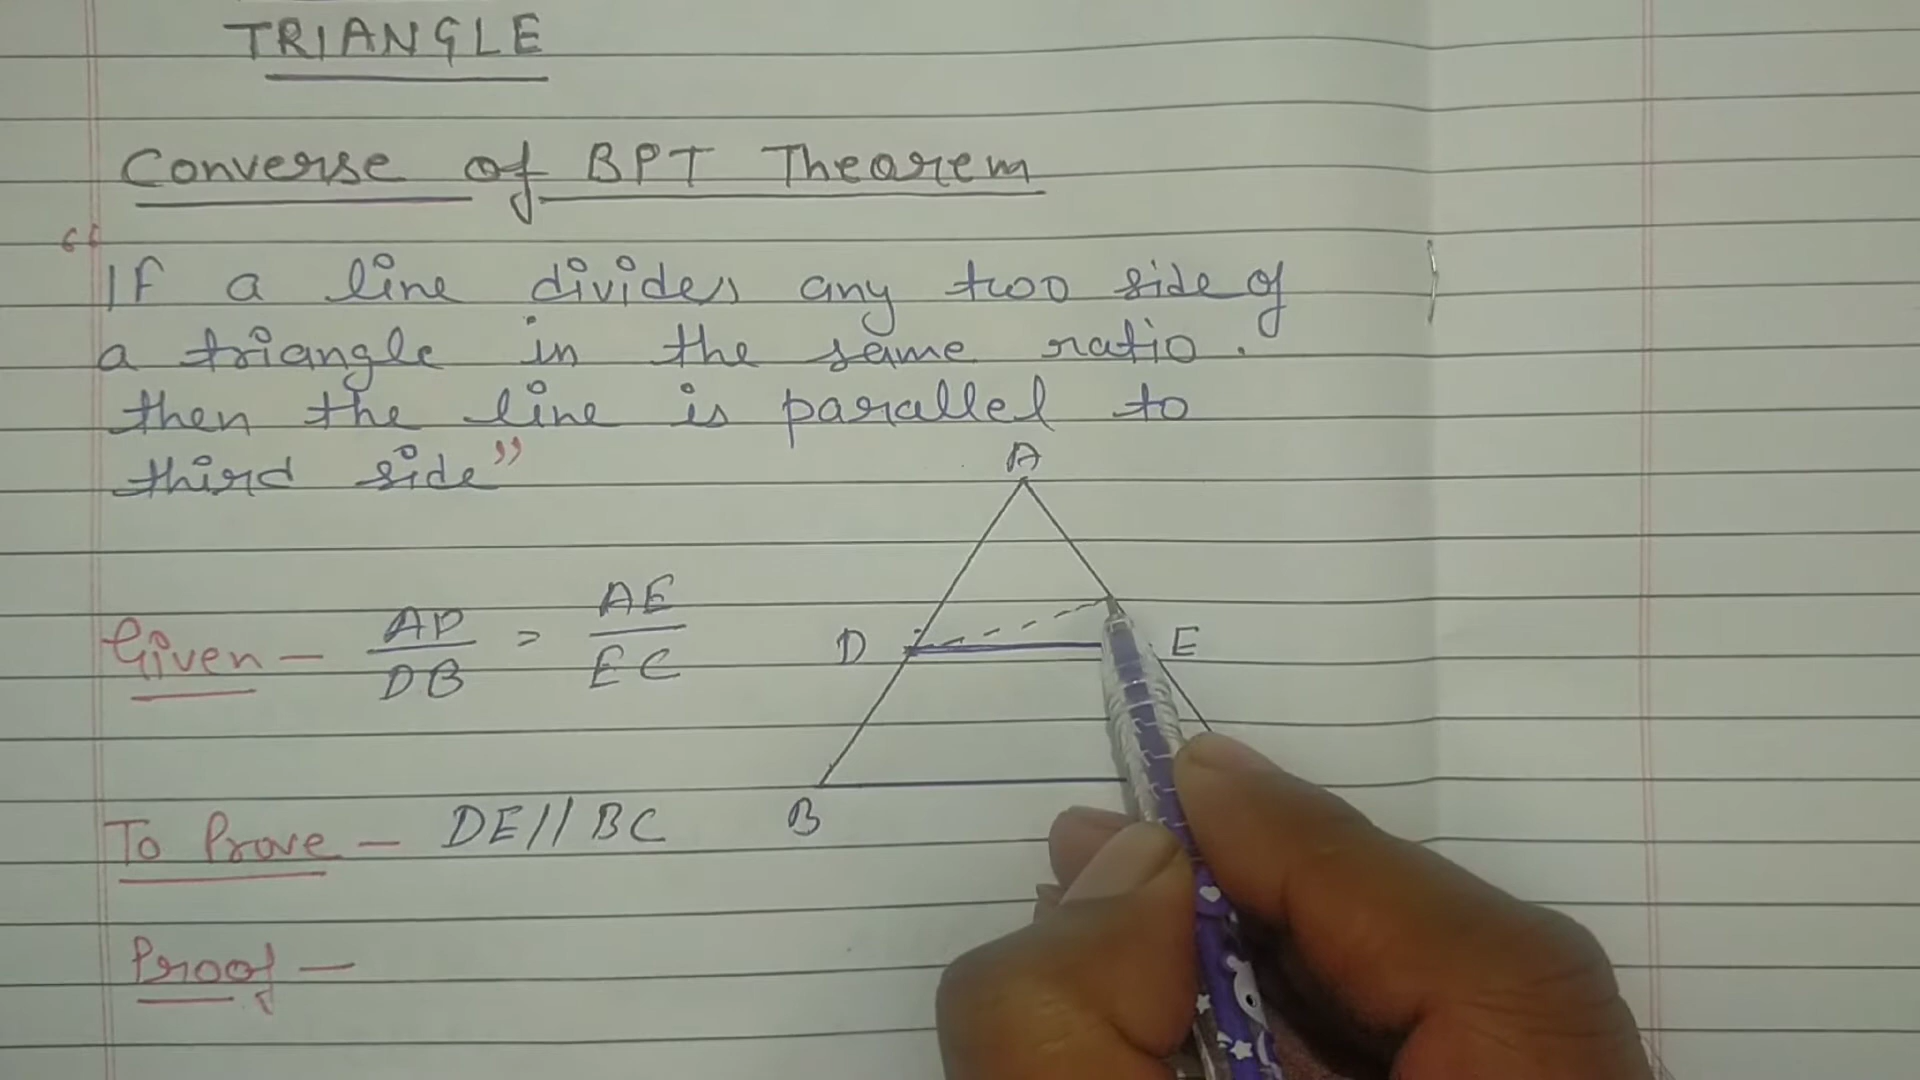 TRIANGLE
Converse of BPT Theorem
"If a line divides any two side of
a triangle in the same ratio.
then the line is parallel to
third side"
A
Given - AD/DB = AE/EC
D E
To Prove - DE//BC
B
Proof -